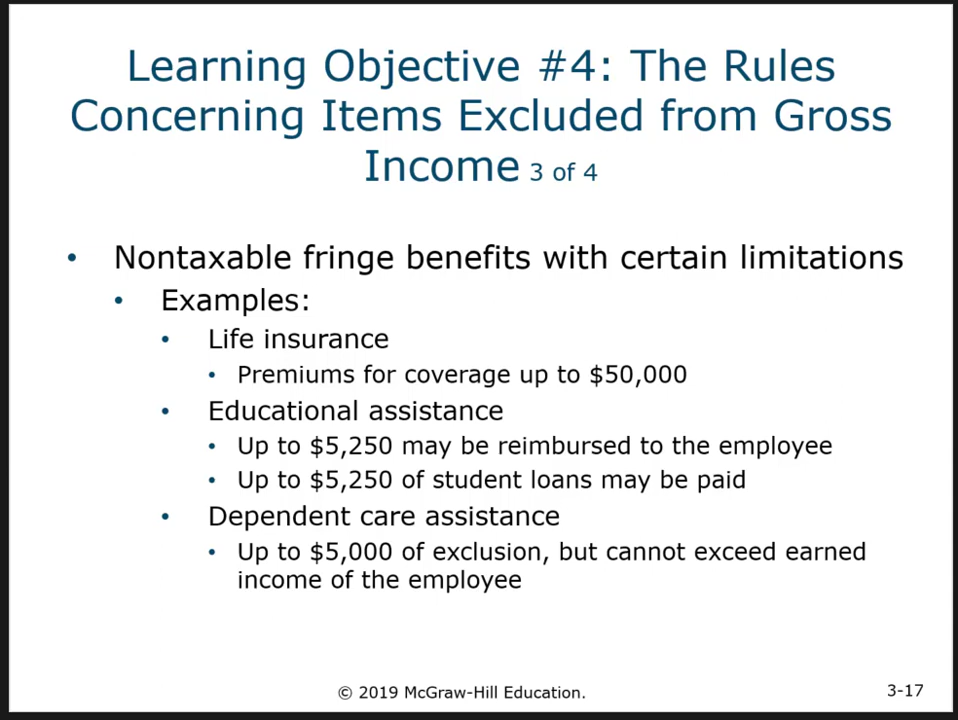 Learning Objective #4: The Rules
Concerning Items Excluded from Gross
Income 3 of 4
• Nontaxable fringe benefits with certain limitations
• Examples:
• Life insurance
• Premiums for coverage up to $50,000
• Educational assistance
• Up to $5,250 may be reimbursed to the employee
• Up to $5,250 of student loans may be paid
• Dependent care assistance
• Up to $5,000 of exclusion, but cannot exceed earned
income of the employee
© 2019 McGraw-Hill Education.
3-17